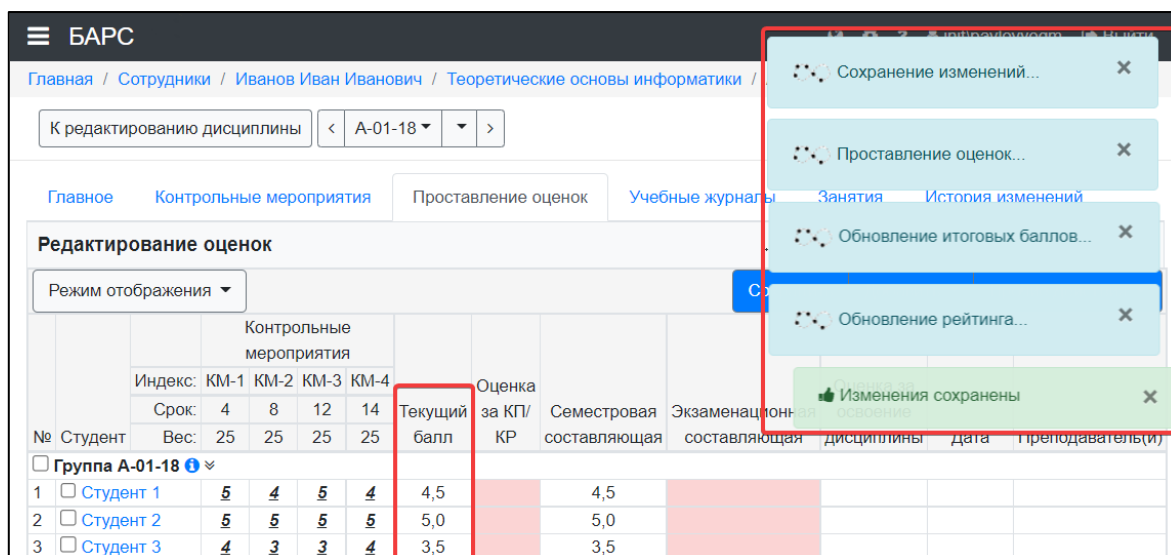 БАРС
Выйти
Главная / Сотрудники / Иванов Иван Иванович / Теоретические основы информатики /
К редактированию дисциплины < А-01-18 >
Главное Контрольные мероприятия Проставление оценок Учебные журналы Занятия История изменений
Редактирование оценок
Режим отображения
Сохранение изменений... ×
Проставление оценок... ×
Обновление итоговых баллов... ×
Обновление рейтинга... ×
Изменения сохранены ×
Контрольные
мероприятия
Индекс: КМ-1 КМ-2 КМ-3 КМ-4
Срок: 4 8 12 14
Вес: 25 25 25 25
№ Студент
Текущий
балл
Оценка
за КП/
КР
Семестровая
составляющая
Экзаменационная
составляющая
Оценка за
освоение
дисциплины
Дата
Преподаватель(и)
Группа А-01-18
1 Студент 1 5 4 5 4 4,5 4,5
2 Студент 2 5 5 5 5 5,0 5,0
3 Студент 3 4 3 3 4 3,5 3,5